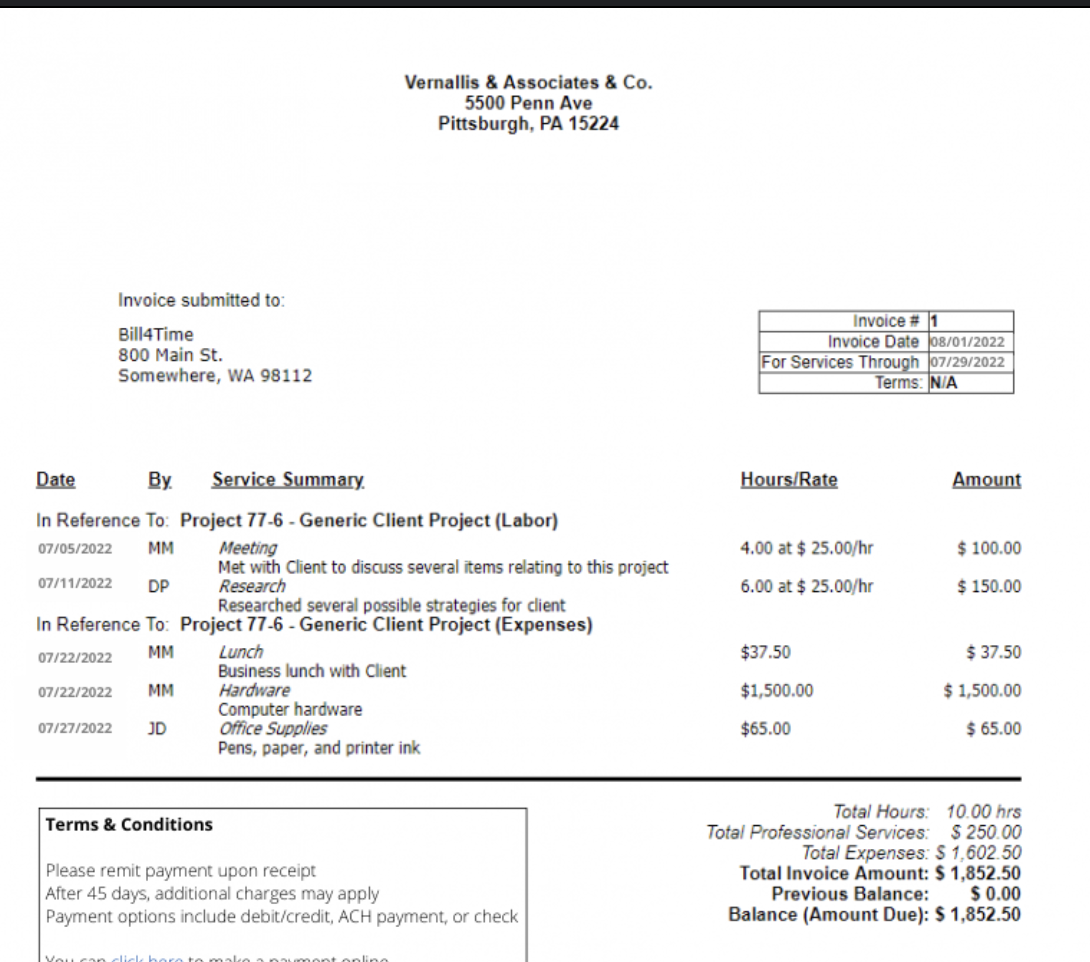 Vernallis & Associates & Co.
5500 Penn Ave
Pittsburgh, PA 15224
Invoice submitted to:
Bill4Time
800 Main St.
Somewhere, WA 98112
Invoice # 1
Invoice Date 08/01/2022
For Services Through 07/29/2022
Terms: N/A
Date By Service Summary Hours/Rate Amount
In Reference To: Project 77-6 - Generic Client Project (Labor)
07/05/2022 MM Meeting 4.00 at $ 25.00/hr $ 100.00
Met with Client to discuss several items relating to this project
07/11/2022 DP Research 6.00 at $ 25.00/hr $ 150.00
Researched several possible strategies for client
In Reference To: Project 77-6 - Generic Client Project (Expenses)
07/22/2022 MM Lunch $37.50 $ 37.50
Business lunch with Client
07/22/2022 MM Hardware $1,500.00 $ 1,500.00
Computer hardware
07/27/2022 JD Office Supplies $65.00 $ 65.00
Pens, paper, and printer ink
Total Hours: 10.00 hrs
Total Professional Services: $ 250.00
Total Expenses: $ 1,602.50
Total Invoice Amount: $ 1,852.50
Previous Balance: $ 0.00
Balance (Amount Due): $ 1,852.50
Terms & Conditions
Please remit payment upon receipt
After 45 days, additional charges may apply
Payment options include debit/credit, ACH payment, or check
You can click here to make a payment online